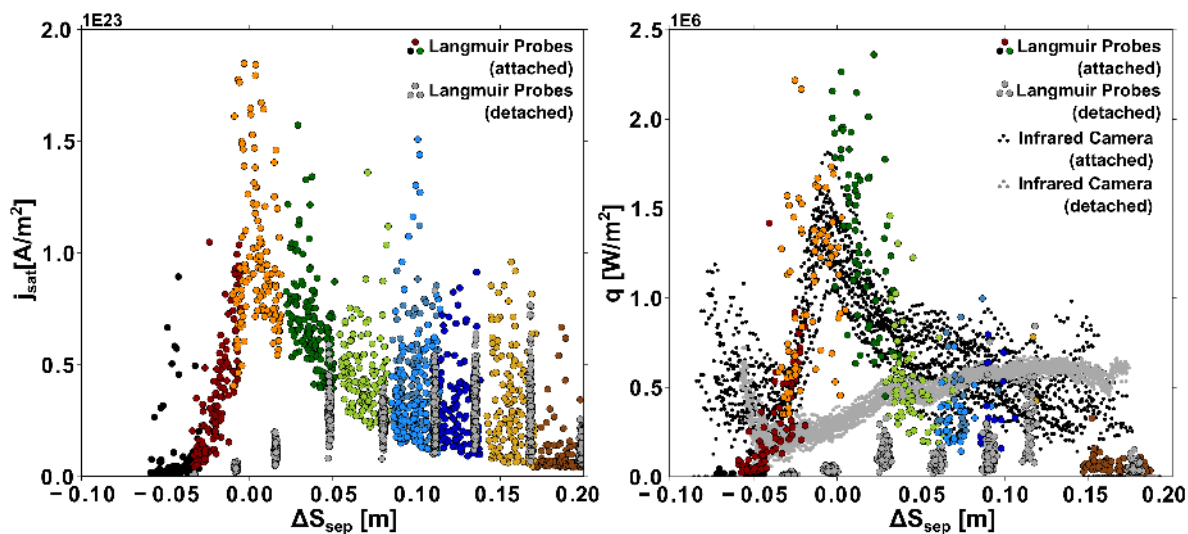 1E23
2.0
1.5
1.0
0.5
0.0
j_sat[A/m²]
Langmuir Probes
(attached)
Langmuir Probes
(detached)
−0.10 −0.05 0.00 0.05 0.10 0.15 0.20
ΔS_sep [m]
1E6
2.5
2.0
1.5
1.0
0.5
0.0
q [W/m²]
Langmuir Probes
(attached)
Langmuir Probes
(detached)
Infrared Camera
(attached)
Infrared Camera
(detached)
−0.10 −0.05 0.00 0.05 0.10 0.15 0.20
ΔS_sep [m]